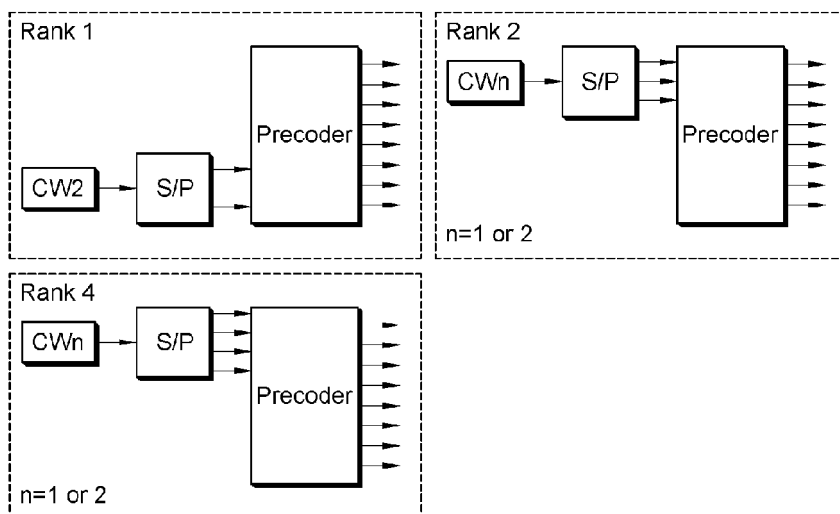 Rank 1
CW2
S/P
Precoder
Rank 2
CWn
S/P
Precoder
n=1 or 2
Rank 4
CWn
S/P
Precoder
n=1 or 2